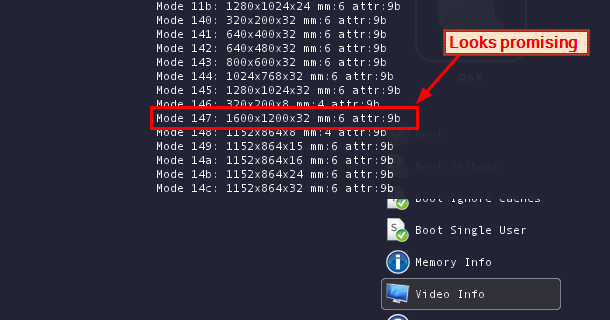 Mode 11b: 1280x1024x24 mm:6 attr:9b
Mode 140: 320x200x32 mm:6 attr:9b
Mode 141: 640x400x32 mm:6 attr:9b
Mode 142: 640x480x32 mm:6 attr:9b
Mode 143: 800x600x32 mm:6 attr:9b
Mode 144: 1024x768x32 mm:6 attr:9b
Mode 145: 1280x1024x32 mm:6 attr:9b
Mode 146: 320x200x8 mm:4 attr:9b
Mode 147: 1600x1200x32 mm:6 attr:9b
Mode 148: 1152x864x8 mm:4 attr:9b
Mode 149: 1152x864x15 mm:6 attr:9b
Mode 14a: 1152x864x16 mm:6 attr:9b
Mode 14b: 1152x864x24 mm:6 attr:9b
Mode 14c: 1152x864x32 mm:6 attr:9b
Looks promising
osx
Boot
Boot Verbose
Boot Ignore Caches
Boot Single User
Memory Info
Video Info